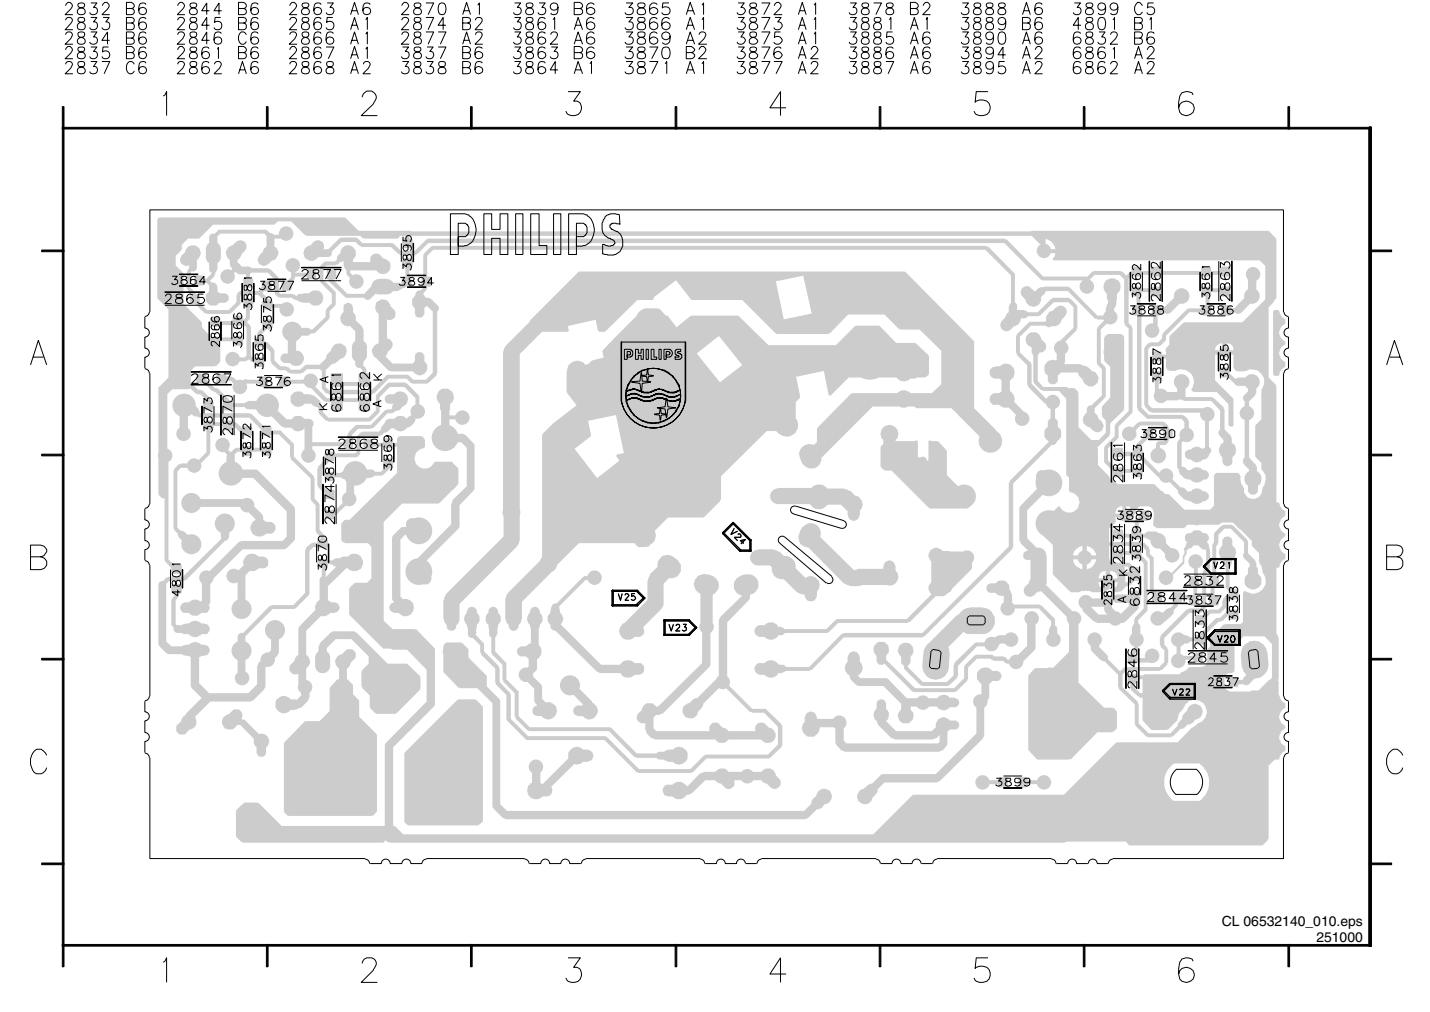 2832 B6 2844 B6 2863 A6 2870 A1 3839 B6 3865 A1 3872 A1 3878 B2 3888 A6 3899 C5
2833 B6 2845 B6 2865 A1 2874 B2 3861 A6 3866 A1 3873 A1 3881 A1 3889 B6 4801 B1
2834 B6 2846 C6 2866 A1 2877 A2 3862 A6 3869 A2 3875 A1 3885 A6 3890 A6 6832 B6
2835 B6 2861 B6 2867 A1 3837 B6 3863 B6 3870 B2 3876 A2 3886 A6 3894 A2 6861 A2
2837 C6 2862 A6 2868 A2 3838 B6 3864 A1 3871 A1 3877 A2 3887 A6 3895 A2 6862 A2
1 2 3 4 5 6
PHILIPS
3895
3864
2877
3894
3881
3877
2865
3875
2866
3866
3865
3862
2862
3861
2863
3888
3886
A
PHILIPS
A
3887
3885
2867
3876
K
A
6861
6862
K
A
3873
2870
3872
3871
2868
3869
3878
2874
3890
2861
3863
3889
B
3870
V24
2834
3839
B
4801
V25
V21
2835
K
A
6832
2832
2844
3837
3838
V23
2833
V20
2845
2846
2837
V22
C
3899
C
CL 06532140_010.eps
251000
1 2 3 4 5 6